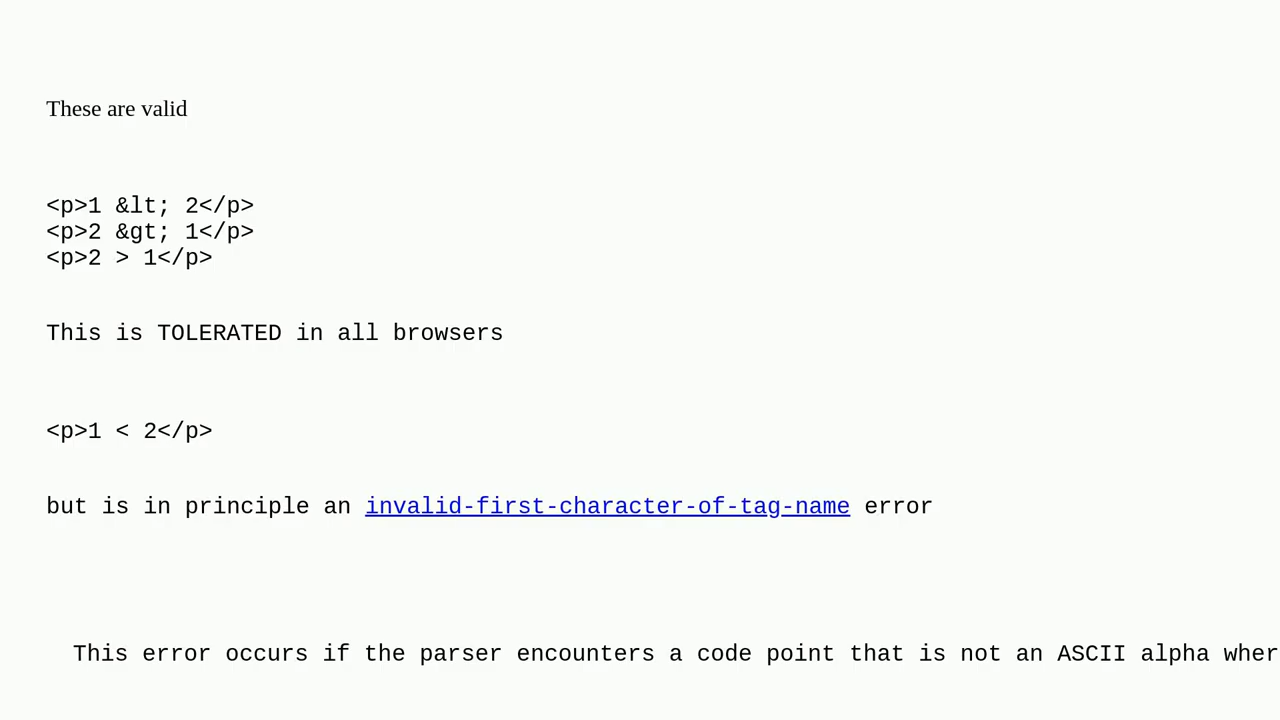 These are valid
<p>1 &lt; 2</p>
<p>2 &gt; 1</p>
<p>2 > 1</p>
This is TOLERATED in all browsers
<p>1 < 2</p>
but is in principle an invalid-first-character-of-tag-name error
This error occurs if the parser encounters a code point that is not an ASCII alpha